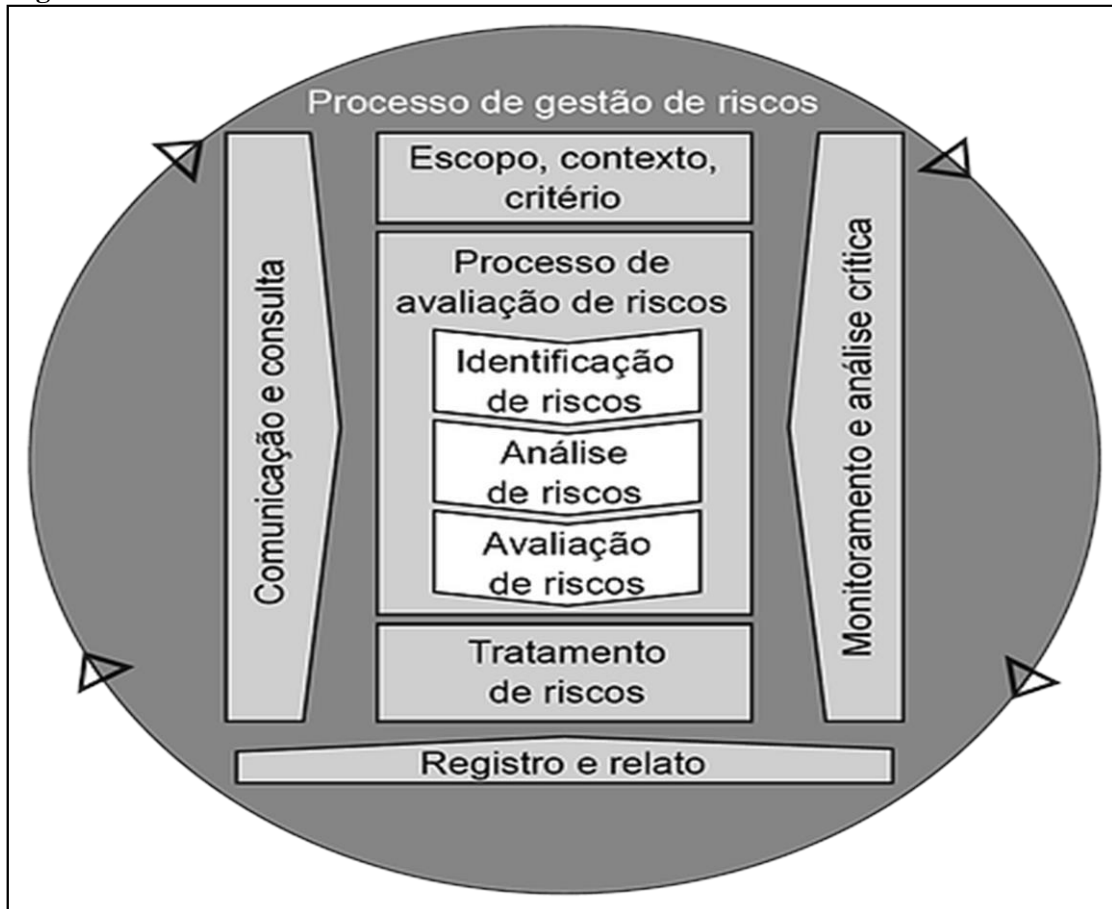 Processo de gestão de riscos
Escopo, contexto,
critério
Processo de
avaliação de riscos
Identificação
de riscos
Análise
de riscos
Avaliação
de riscos
Tratamento
de riscos
Comunicação e consulta
Monitoramento e análise crítica
Registro e relato